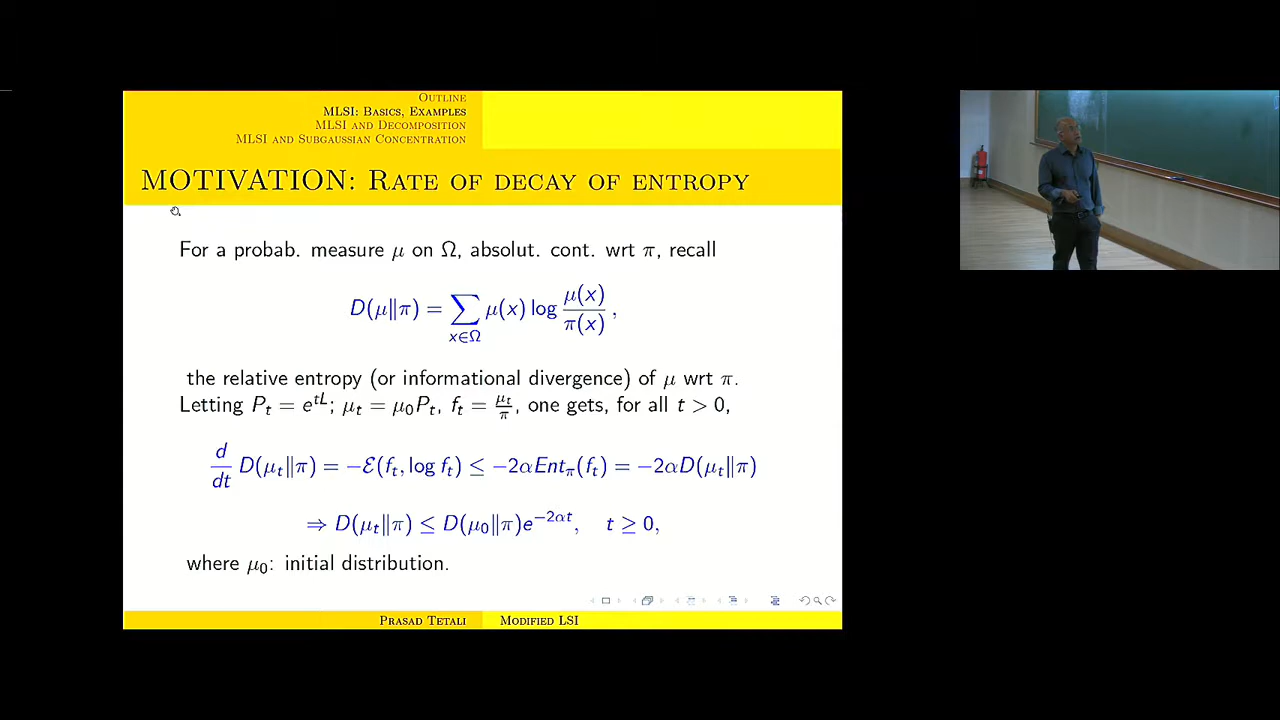 OUTLINE
MLSI: BASICS, EXAMPLES
MLSI AND DECOMPOSITION
MLSI AND SUBGAUSSIAN CONCENTRATION
MOTIVATION: RATE OF DECAY OF ENTROPY
For a probab. measure μ on Ω, absolut. cont. wrt π, recall
D(μ‖π) = ∑_{x∈Ω} μ(x) log μ(x)/π(x) ,
the relative entropy (or informational divergence) of μ wrt π.
Letting P_t = e^{tL}; μ_t = μ_0P_t, f_t = μ_t/π, one gets, for all t > 0,
d/dt D(μ_t‖π) = −ℰ(f_t, log f_t) ≤ −2αEnt_π(f_t) = −2αD(μ_t‖π)
⇒ D(μ_t‖π) ≤ D(μ_0‖π)e^{−2αt}, t ≥ 0,
where μ_0: initial distribution.
PRASAD TETALI MODIFIED LSI